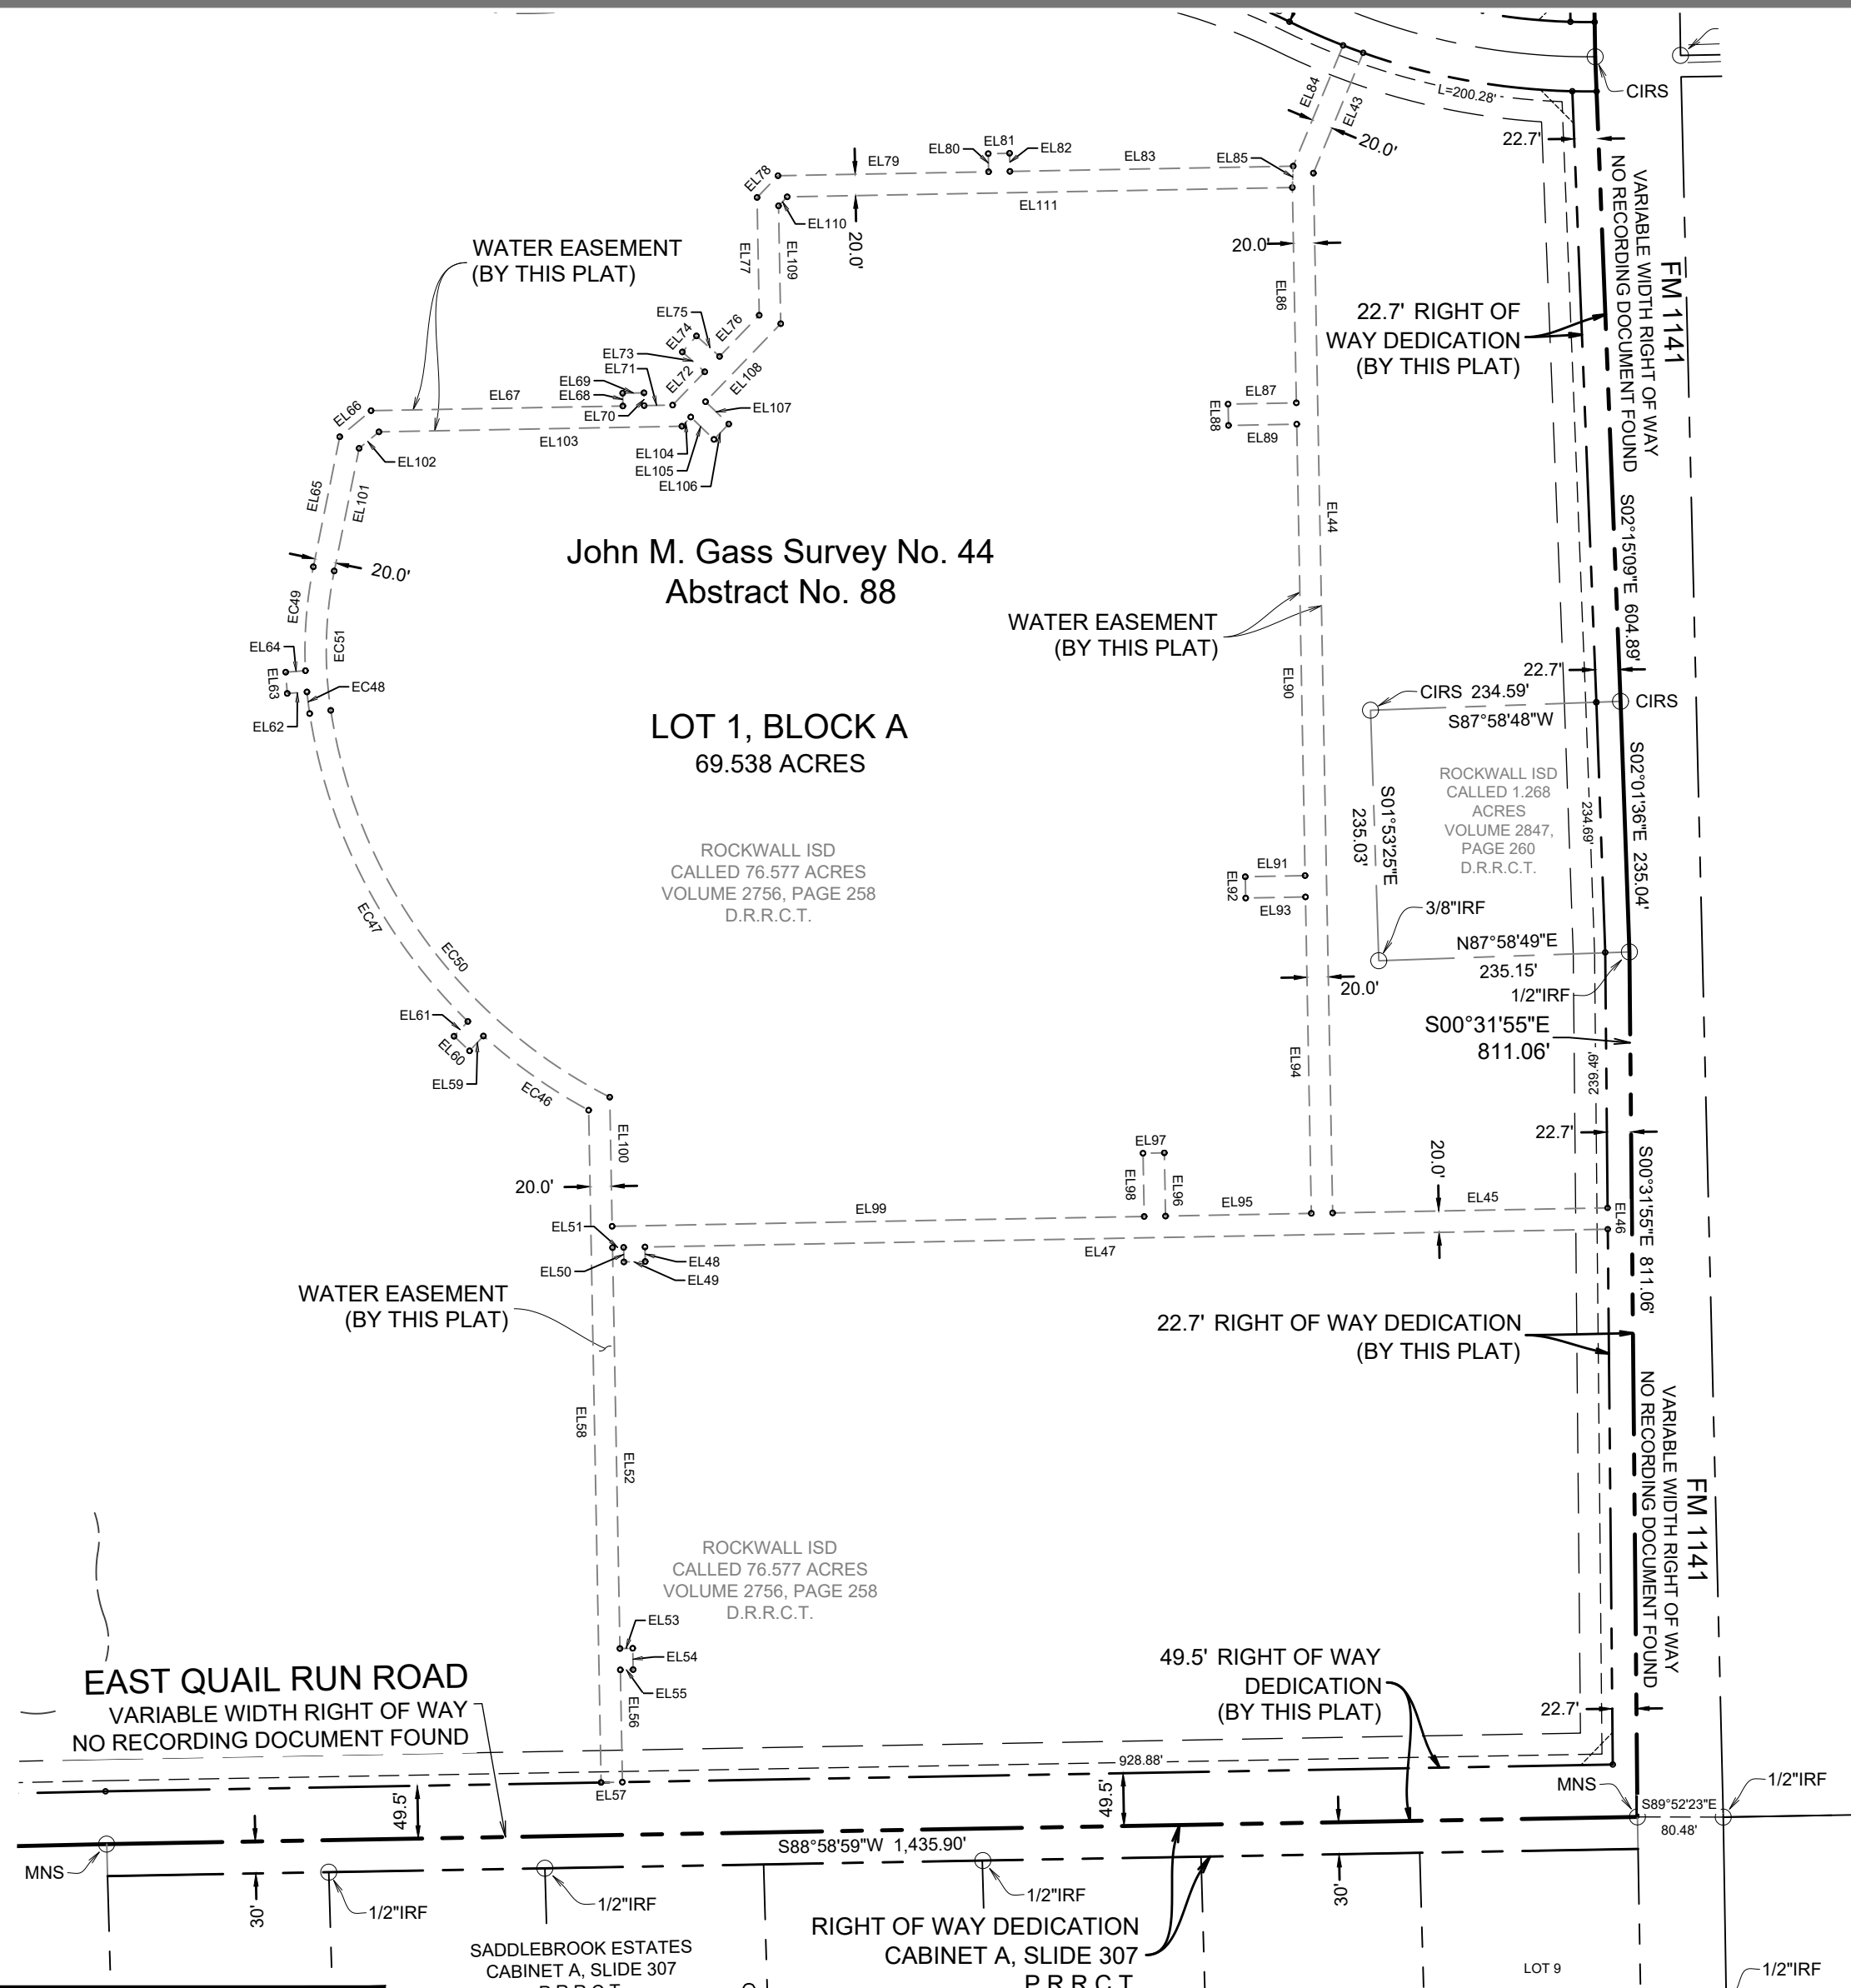 CIRS
L=200.28'
EL84
EL43
20.0'
22.7'
EL80
EL81
EL82
EL79
EL83
EL85
EL78
EL111
EL110
20.0'
EL77
EL109
20.0'
WATER EASEMENT
(BY THIS PLAT)
VARIABLE WIDTH RIGHT OF WAY
NO RECORDING DOCUMENT FOUND
FM 1141
22.7' RIGHT OF
WAY DEDICATION
(BY THIS PLAT)
EL86
EL75
EL74
EL76
EL73
EL71
EL72
EL108
EL69
EL68
EL70
EL67
EL66
EL107
EL103
EL104
EL105
EL106
EL102
EL87
EL88
EL89
EL65
EL101
20.0'
John M. Gass Survey No. 44
Abstract No. 88
EL44
S02°15'09"E 604.89'
EC49
EC51
WATER EASEMENT
(BY THIS PLAT)
EL64
EL63
EC48
EL62
EL90
22.7'
CIRS 234.59'
S87°58'48"W
CIRS
LOT 1, BLOCK A
69.538 ACRES
ROCKWALL ISD
CALLED 1.268
ACRES
VOLUME 2847,
PAGE 260
D.R.R.C.T.
S01°53'25"E
235.03'
234.69'
S02°01'36"E 235.04'
ROCKWALL ISD
CALLED 76.577 ACRES
VOLUME 2756, PAGE 258
D.R.R.C.T.
EL91
EL92
EL93
3/8"IRF
EC47
EC50
N87°58'49"E
235.15'
1/2"IRF
20.0'
EL61
EL60
EL59
S00°31'55"E
811.06'
EL94
239.49'
EC46
EL100
22.7'
EL97
EL98
EL96
20.0'
20.0'
EL99
EL95
EL45
EL46
S00°31'55"E 811.06'
EL51
EL50
EL48
EL49
EL47
WATER EASEMENT
(BY THIS PLAT)
22.7' RIGHT OF WAY DEDICATION
(BY THIS PLAT)
VARIABLE WIDTH RIGHT OF WAY
NO RECORDING DOCUMENT FOUND
FM 1141
EL58
EL52
ROCKWALL ISD
CALLED 76.577 ACRES
VOLUME 2756, PAGE 258
D.R.R.C.T.
EL53
EL54
EL55
EL56
49.5' RIGHT OF WAY
DEDICATION
(BY THIS PLAT)
22.7'
EAST QUAIL RUN ROAD
VARIABLE WIDTH RIGHT OF WAY
NO RECORDING DOCUMENT FOUND
928.88'
EL57
49.5'
49.5'
MNS
1/2"IRF
S89°52'23"E
80.48'
S88°58'59"W 1,435.90'
MNS
30'
1/2"IRF
1/2"IRF
1/2"IRF
30'
RIGHT OF WAY DEDICATION
CABINET A, SLIDE 307
P.R.R.C.T.
SADDLEBROOK ESTATES
CABINET A, SLIDE 307
LOT 9
1/2"IRF